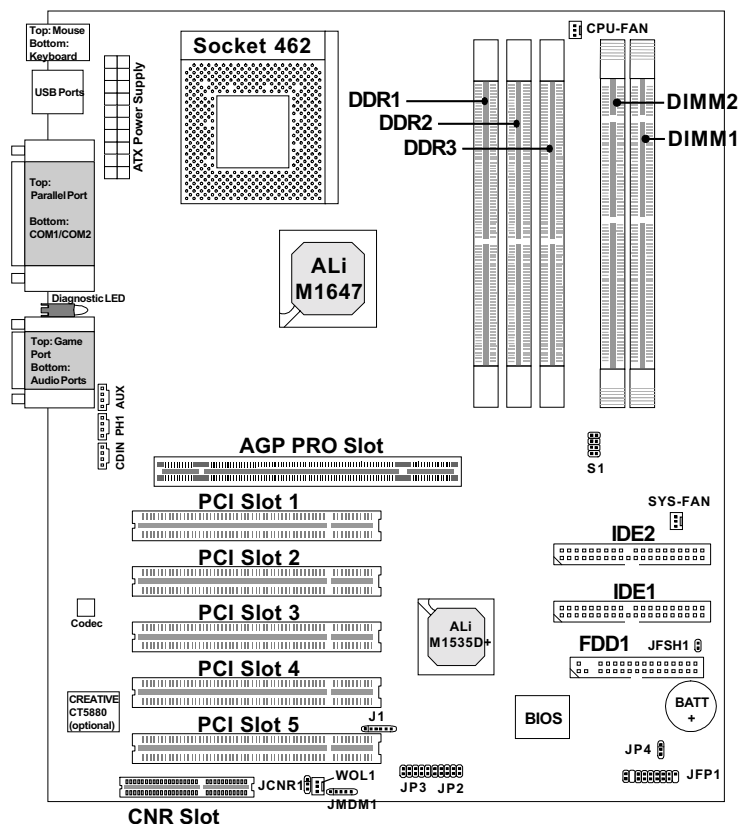 Top: Mouse
Bottom:
Keyboard
USB Ports
ATX Power Supply
Socket 462
CPU-FAN
DDR1
DDR2
DDR3
DIMM2
DIMM1
Top:
Parallel Port
Bottom:
COM1/COM2
ALi
M1647
Diagnostic LED
Top: Game
Port
Bottom:
Audio Ports
AUX
PH1
CDIN
S1
AGP PRO Slot
SYS-FAN
PCI Slot 1
IDE2
PCI Slot 2
IDE1
Codec
PCI Slot 3
ALi
M1535D+
FDD1
JFSH1
PCI Slot 4
CREATIVE
CT5880
(optional)
BIOS
BATT
+
J1
PCI Slot 5
JP4
JCNR1
WOL1
JMDM1
JP3
JP2
JFP1
CNR Slot